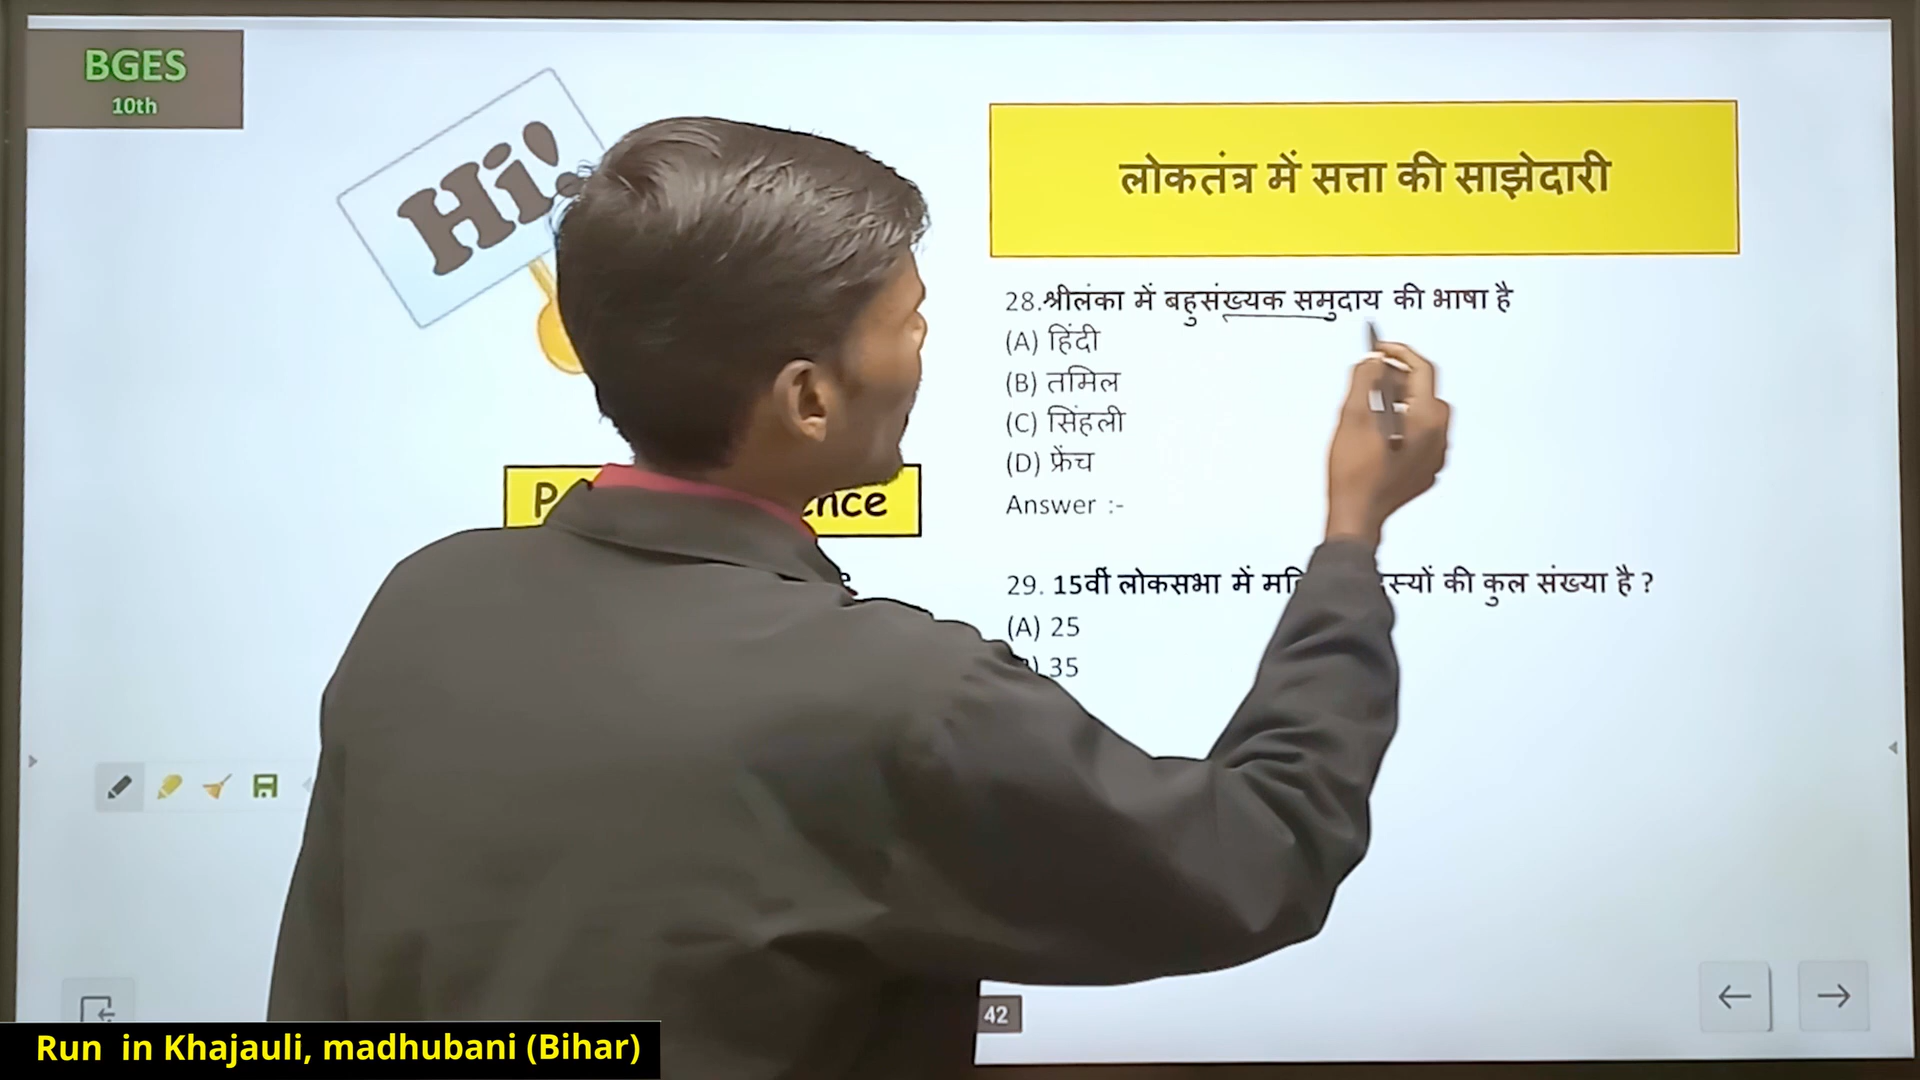 BGES
10th
Hi!
लोकतंत्र में सत्ता की साझेदारी
28.श्रीलंका में बहुसंख्यक समुदाय की भाषा है
(A) हिंदी
(B) तमिल
(C) सिंहली
(D) फ्रेंच
Answer :-
29. 15वीं लोकसभा में की कुल संख्या है ?
(A) 25
35
42
Run in Khajauli, madhubani (Bihar)